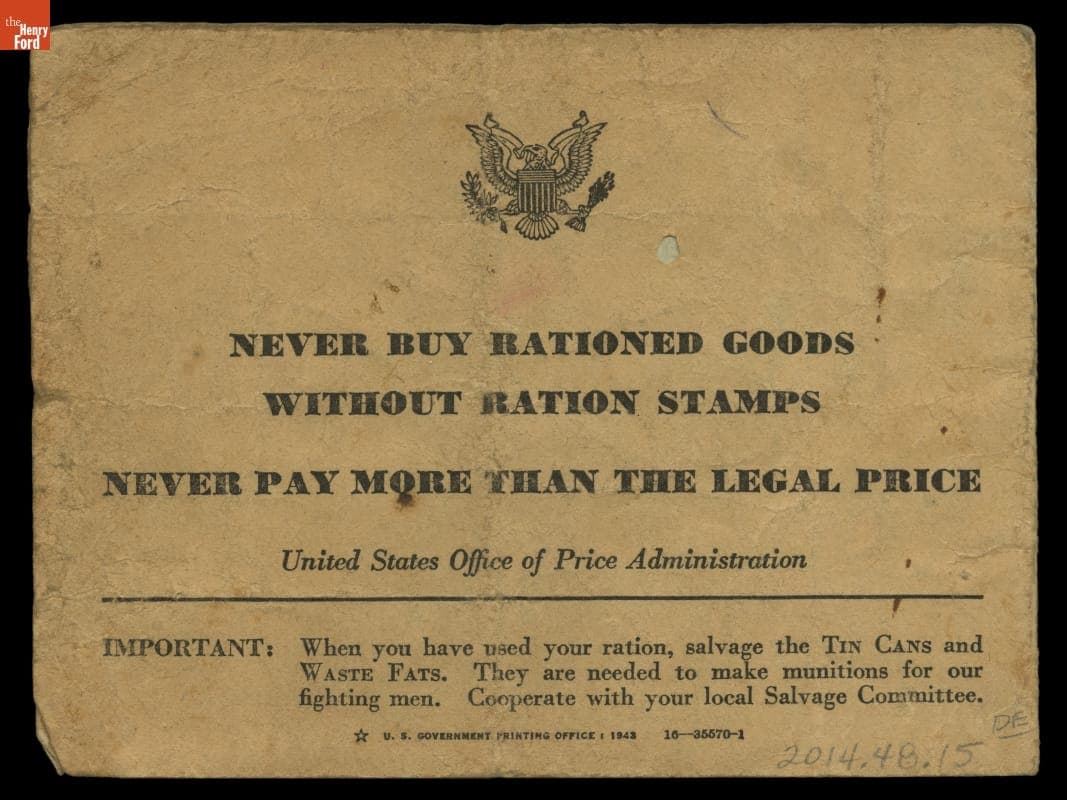 the
Henry
Ford
NEVER BUY RATIONED GOODS
WITHOUT RATION STAMPS
NEVER PAY MORE THAN THE LEGAL PRICE
United States Office of Price Administration
IMPORTANT: When you have used your ration, salvage the TIN CANS and
WASTE FATS. They are needed to make munitions for our
fighting men. Cooperate with your local Salvage Committee.
☆ U. S. GOVERNMENT PRINTING OFFICE : 1943 16—35570-1
DE
2014.48.15